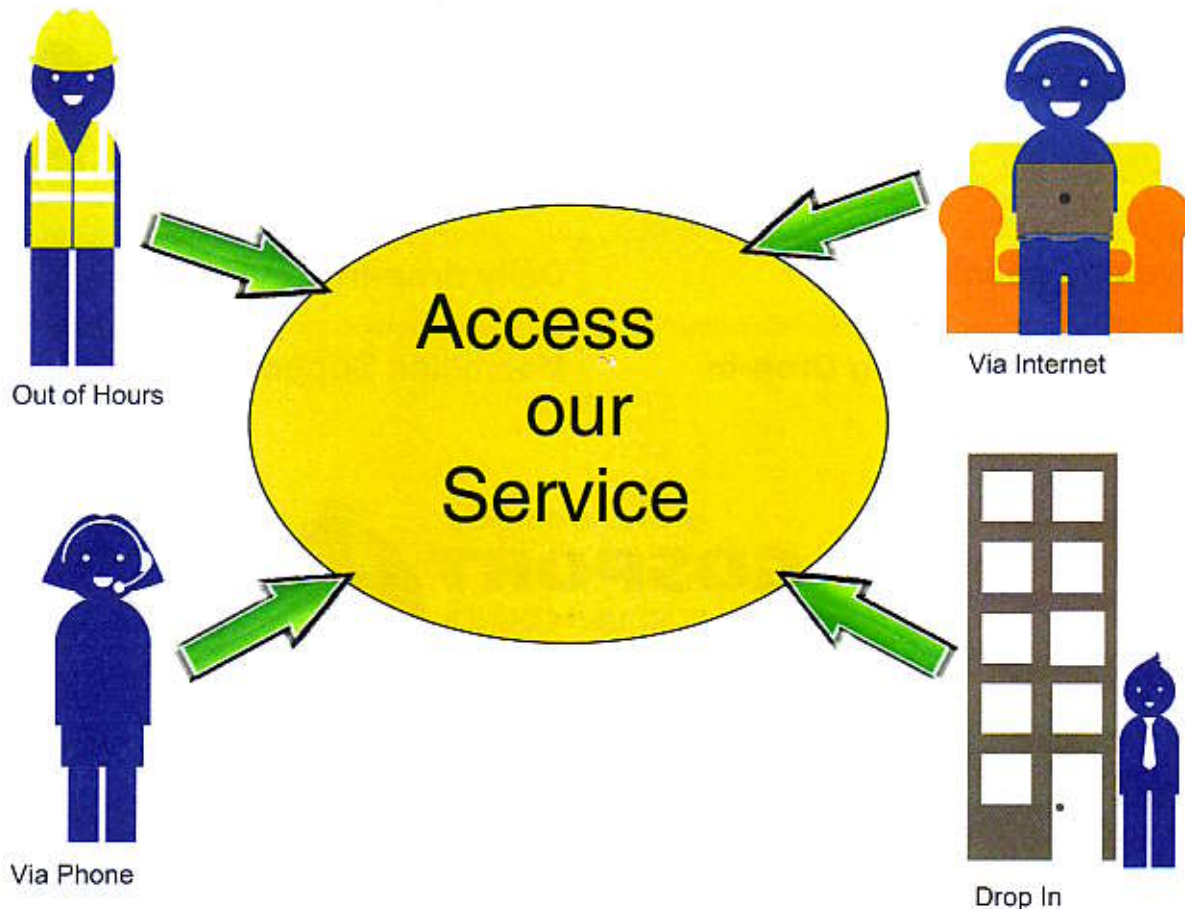 Access
our
Service
Out of Hours
Via Internet
Via Phone
Drop In